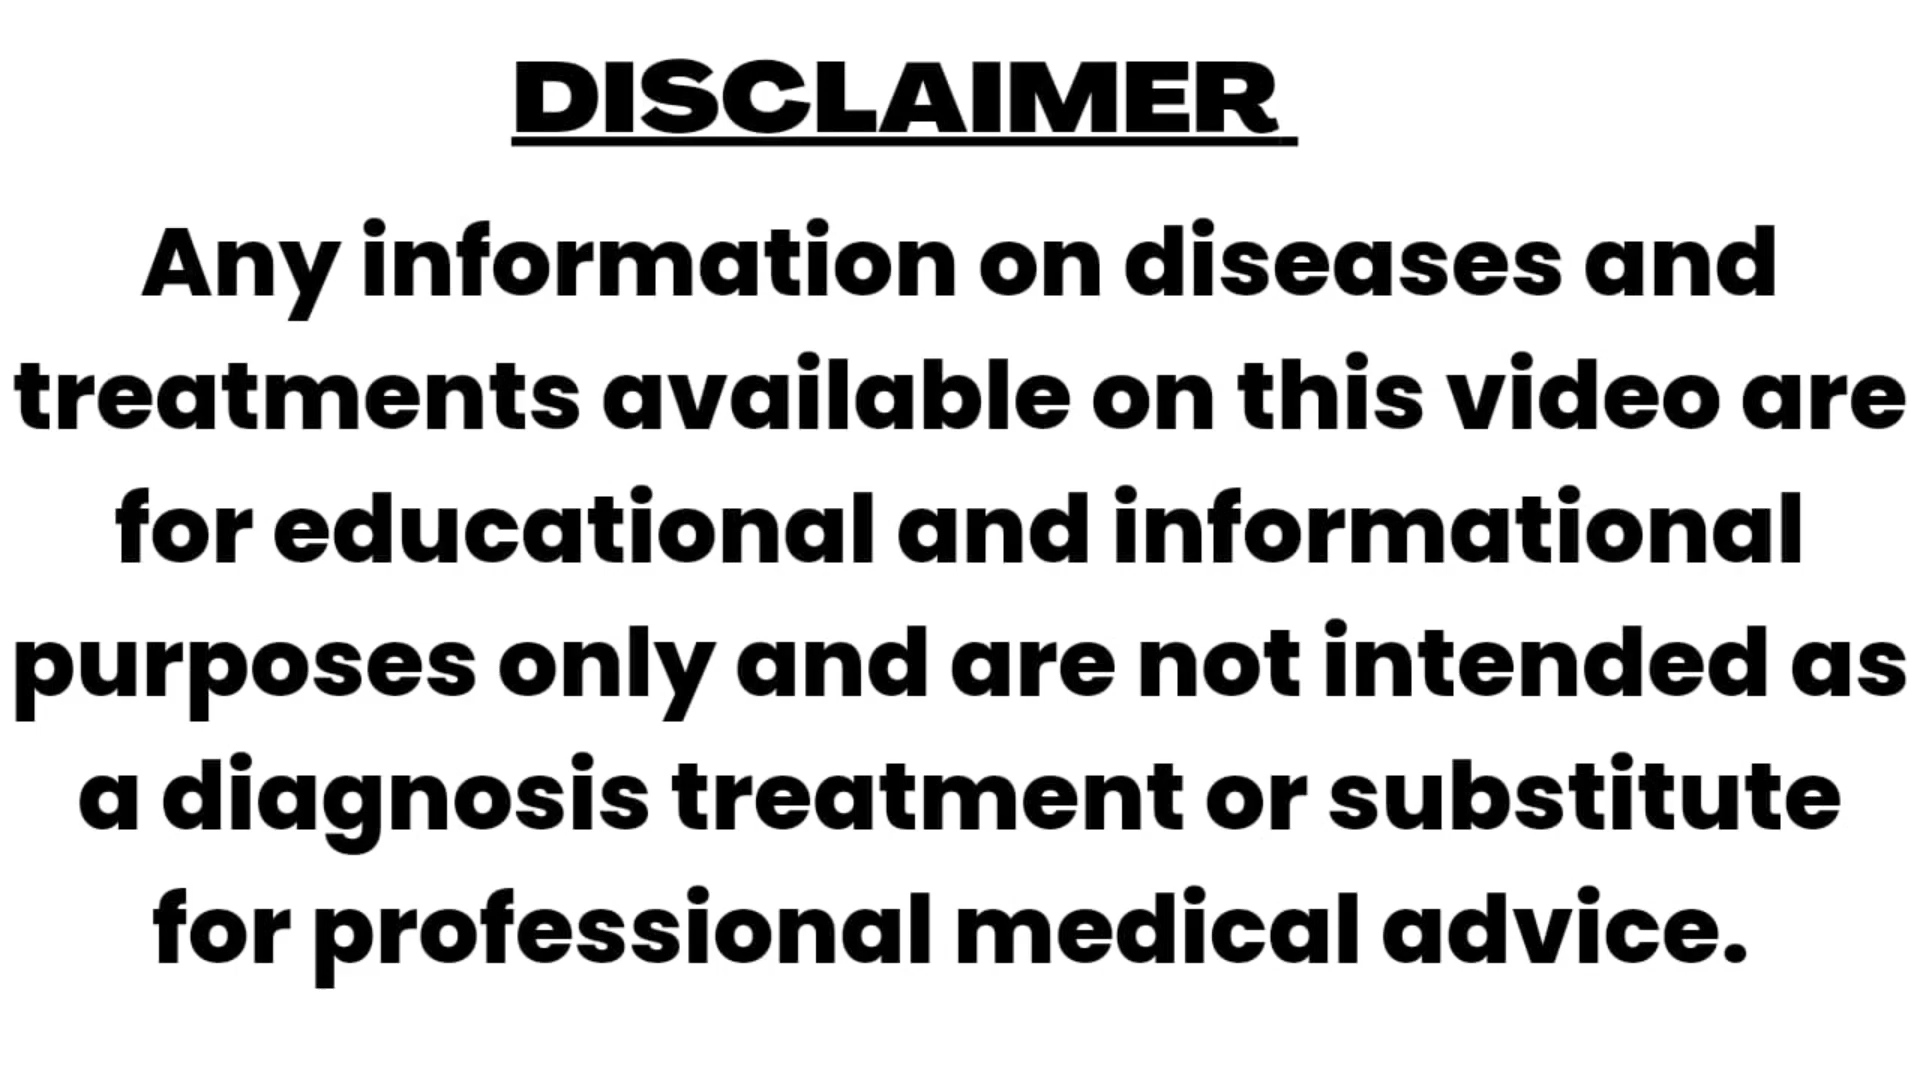 DISCLAIMER
Any information on diseases and
treatments available on this video are
for educational and informational
purposes only and are not intended as
a diagnosis treatment or substitute
for professional medical advice.